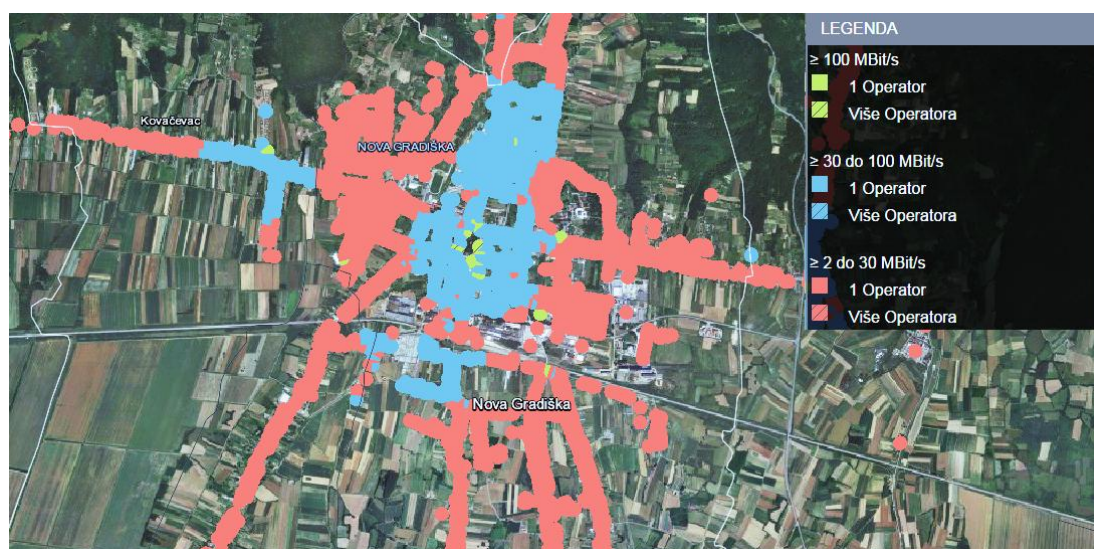 LEGENDA
≥ 100 MBit/s
1 Operator
Više Operatora
≥ 30 do 100 MBit/s
1 Operator
Više Operatora
≥ 2 do 30 MBit/s
1 Operator
Više Operatora
Kovačevac
NOVA GRADIŠKA
Nova Gradiška